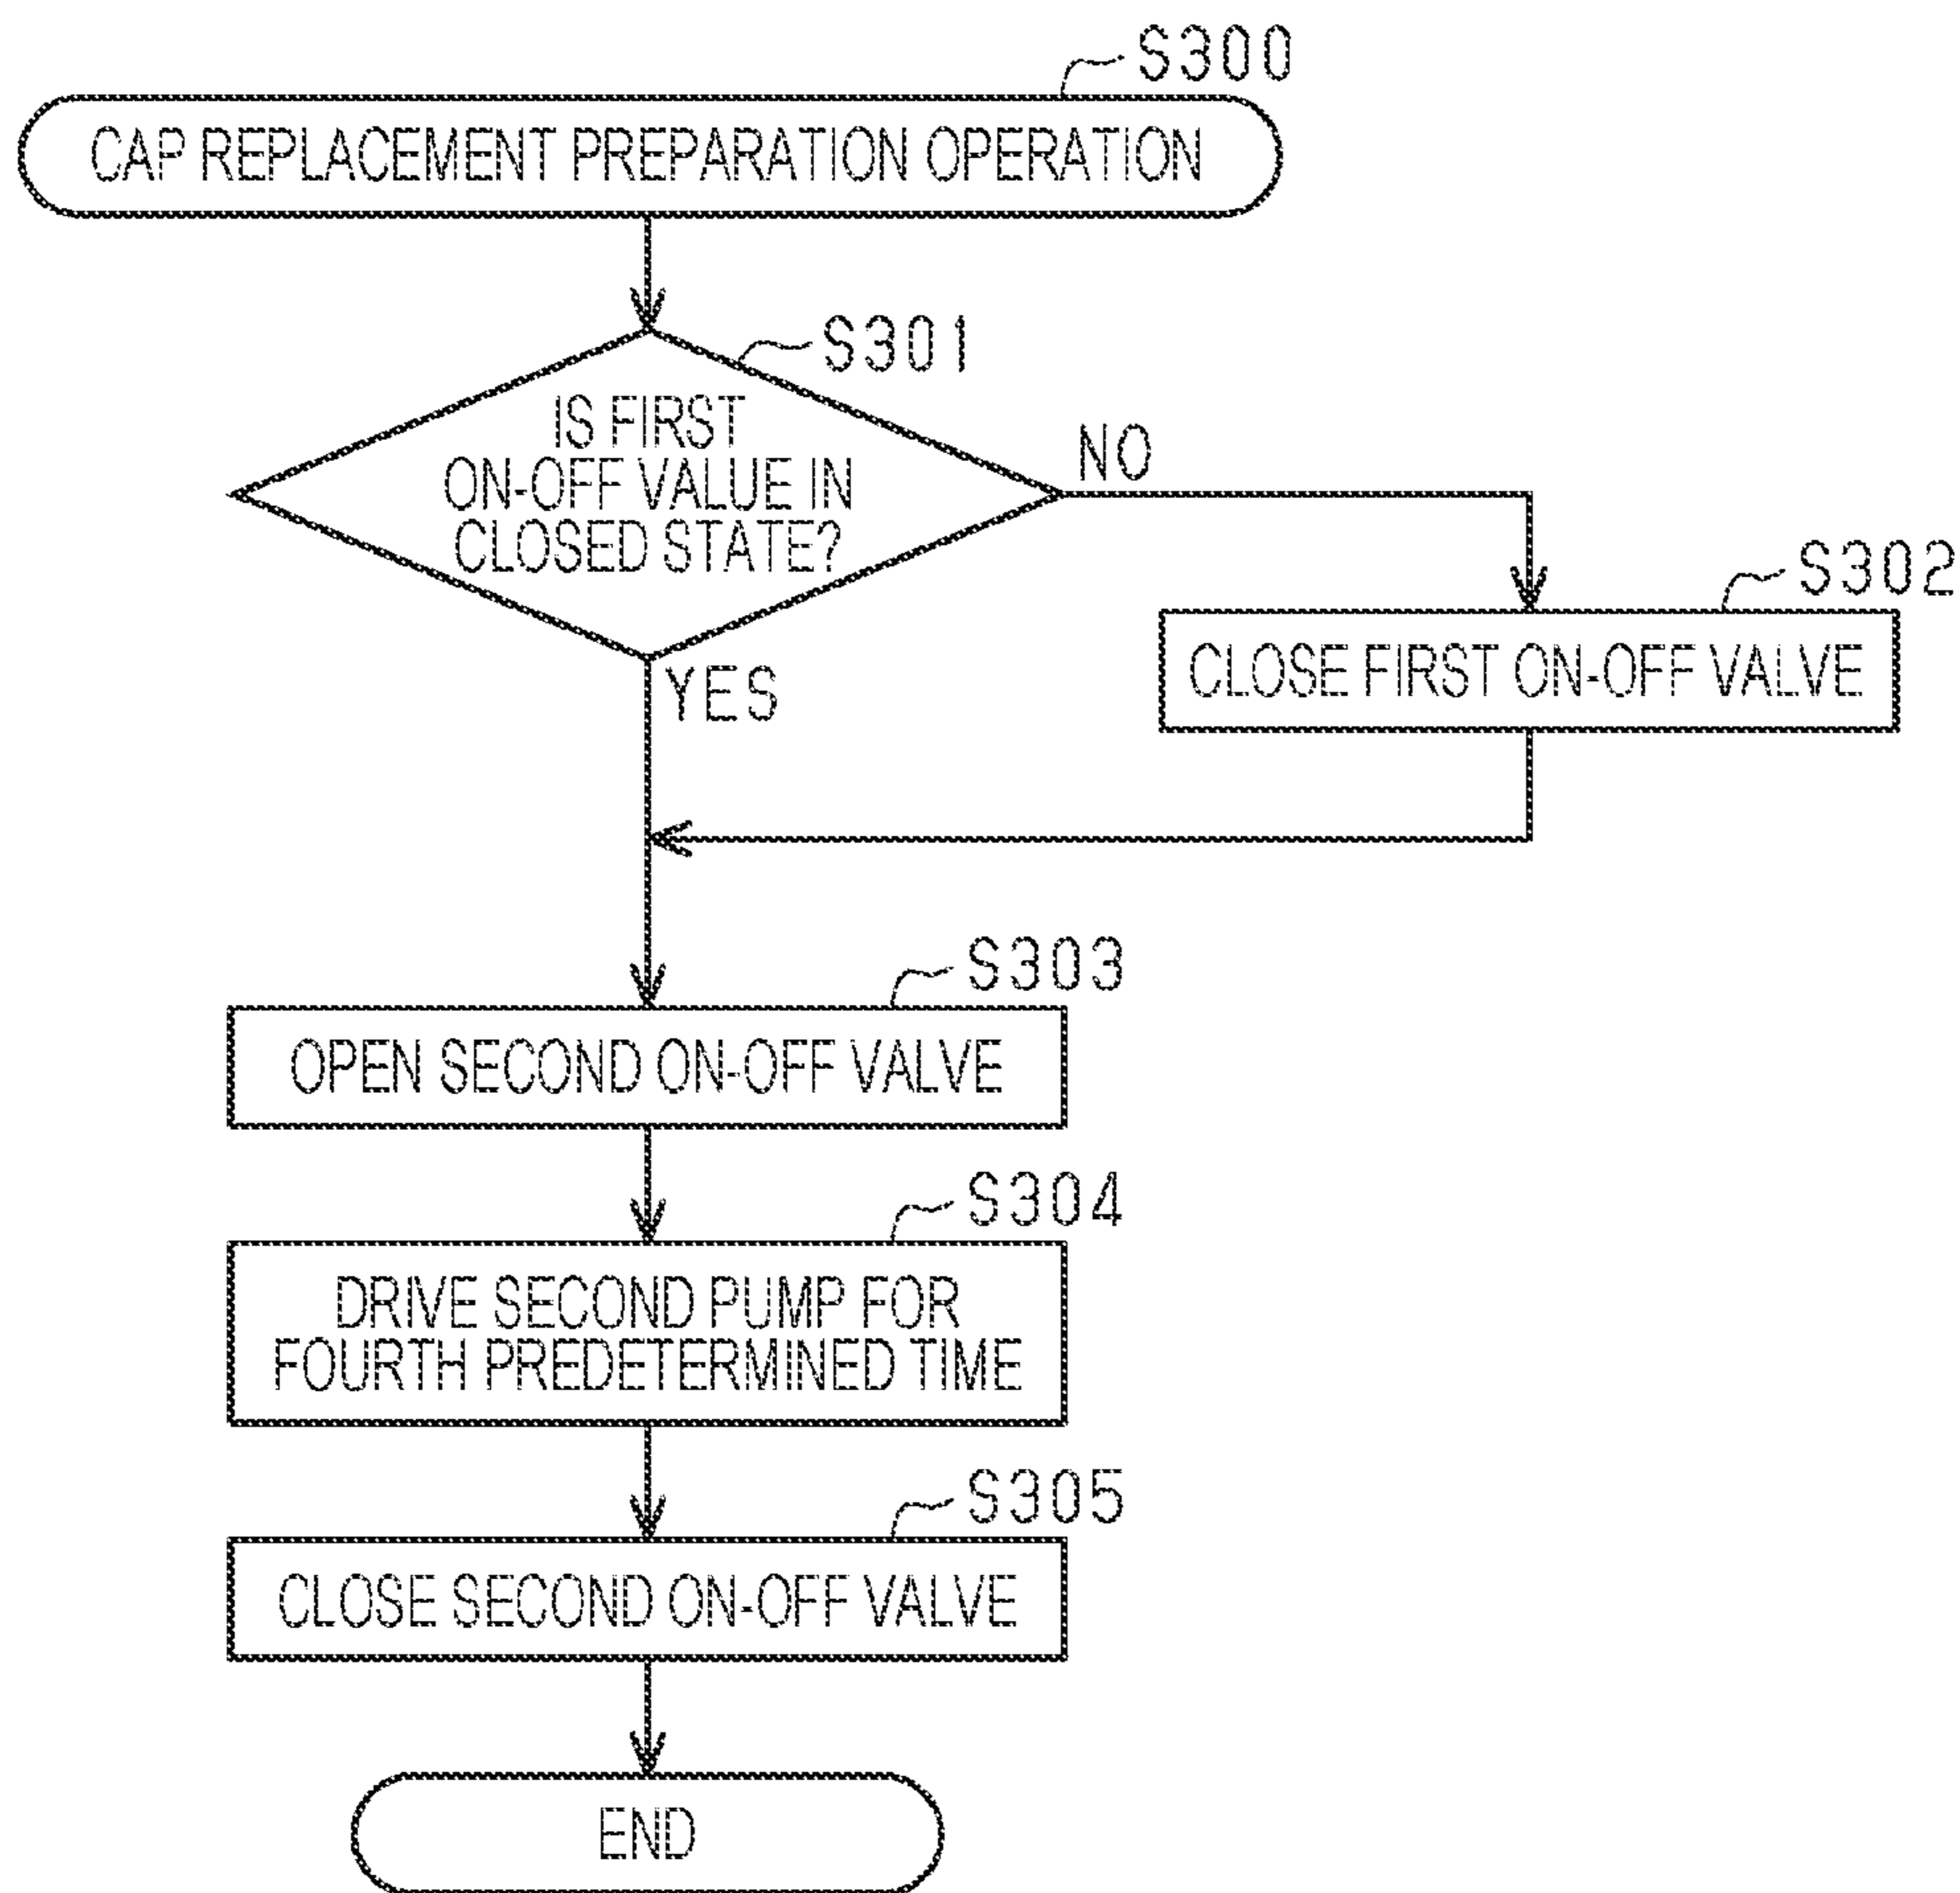 S300
CAP REPLACEMENT PREPARATION OPERATION
S301
IS FIRST
ON-OFF VALUE IN
CLOSED STATE?
NO
S302
CLOSE FIRST ON-OFF VALVE
YES
S303
OPEN SECOND ON-OFF VALVE
S304
DRIVE SECOND PUMP FOR
FOURTH PREDETERMINED TIME
S305
CLOSE SECOND ON-OFF VALVE
END